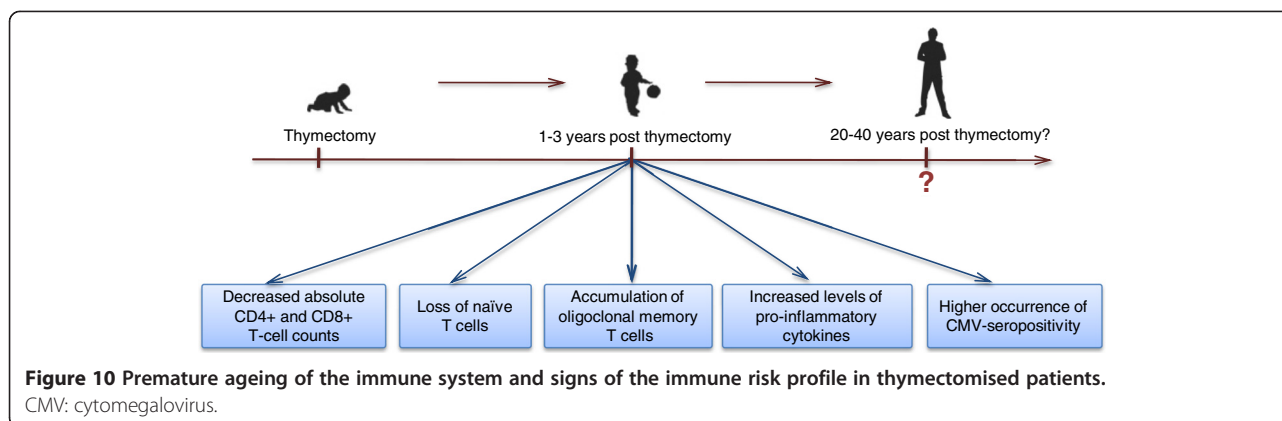 Thymectomy
1-3 years post thymectomy
20-40 years post thymectomy?
?
Decreased absolute
CD4+ and CD8+
T-cell counts
Loss of naïve
T cells
Accumulation of
oligoclonal memory
T cells
Increased levels of
pro-inflammatory
cytokines
Higher occurrence of
CMV-seropositivity
Figure 10 Premature ageing of the immune system and signs of the immune risk profile in thymectomised patients.
CMV: cytomegalovirus.